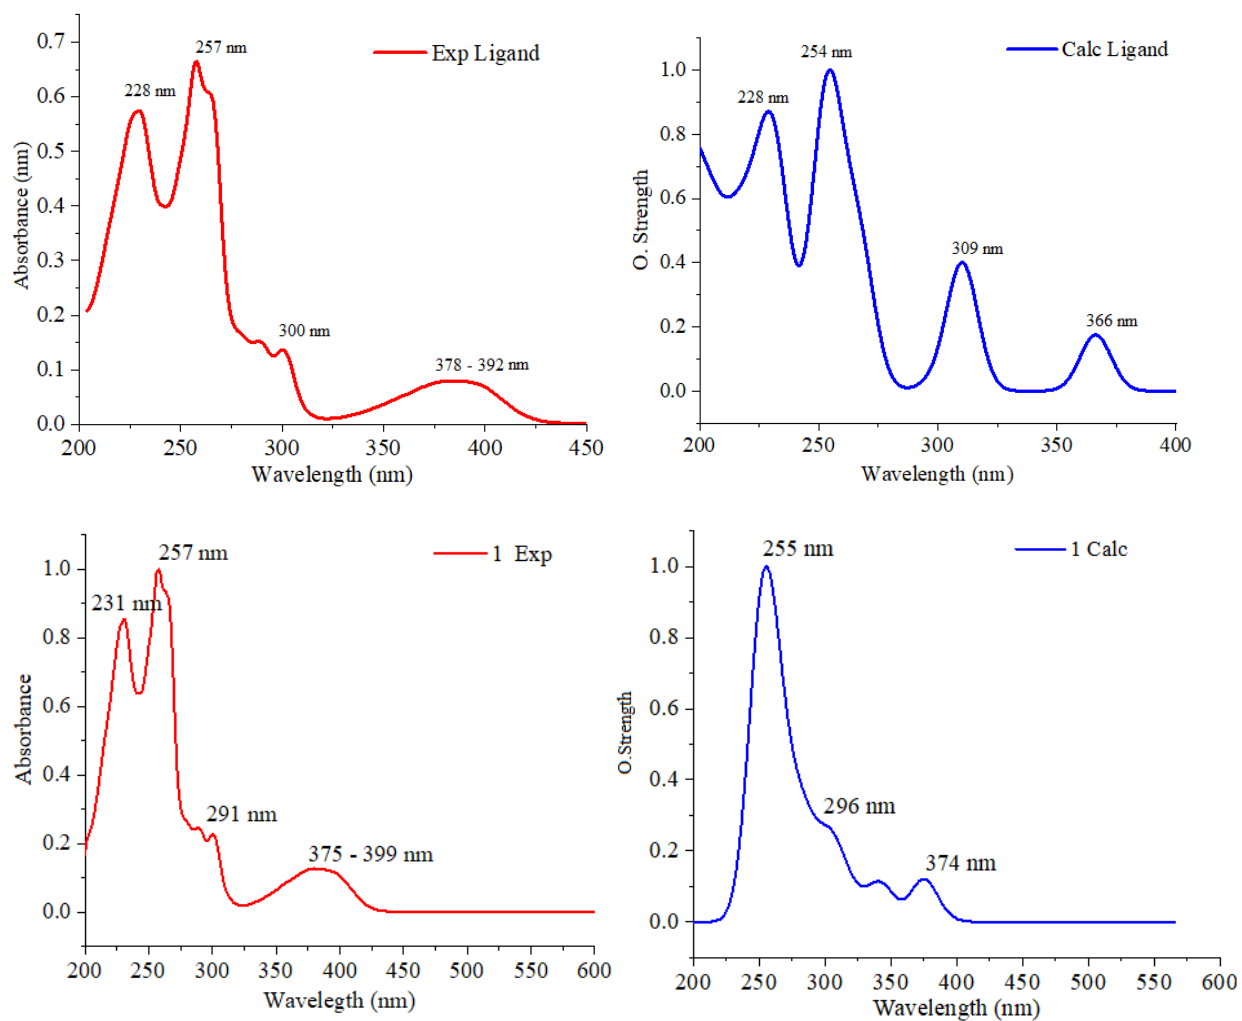 Exp Ligand
257 nm
228 nm
300 nm
378 - 392 nm
Absorbance (nm)
0.7
0.6
0.5
0.4
0.3
0.2
0.1
0.0
200 250 300 350 400 450
Wavelength (nm)
Calc Ligand
254 nm
228 nm
309 nm
366 nm
O. Strength
1.0
0.8
0.6
0.4
0.2
0.0
200 250 300 350 400
Wavelength (nm)
1 Exp
257 nm
231 nm
291 nm
375 - 399 nm
Absorbance
1.0
0.8
0.6
0.4
0.2
0.0
200 250 300 350 400 450 500 550 600
Wavelegth (nm)
1 Calc
255 nm
296 nm
374 nm
O.Strength
1.0
0.8
0.6
0.4
0.2
0.0
200 250 300 350 400 450 500 550 600
Wavelength (nm)